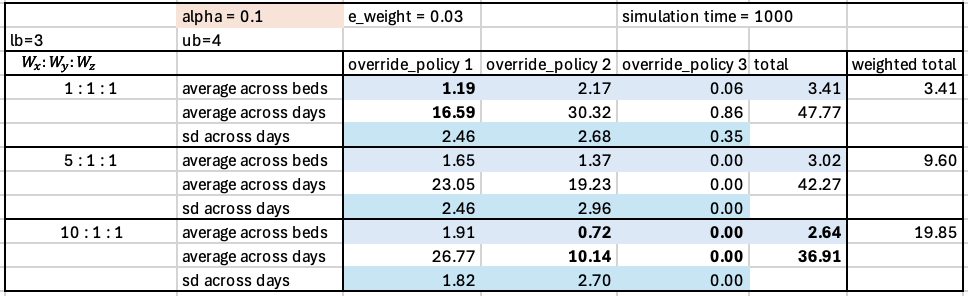 alpha = 0.1 e_weight = 0.03 simulation time = 1000
lb=3 ub=4
Wx: Wy: Wz override_policy 1 override_policy 2 override_policy 3 total weighted total
1 : 1 : 1 average across beds 1.19 2.17 0.06 3.41 3.41
average across days 16.59 30.32 0.86 47.77
sd across days 2.46 2.68 0.35
5 : 1 : 1 average across beds 1.65 1.37 0.00 3.02 9.60
average across days 23.05 19.23 0.00 42.27
sd across days 2.46 2.96 0.00
10 : 1 : 1 average across beds 1.91 0.72 0.00 2.64 19.85
average across days 26.77 10.14 0.00 36.91
sd across days 1.82 2.70 0.00